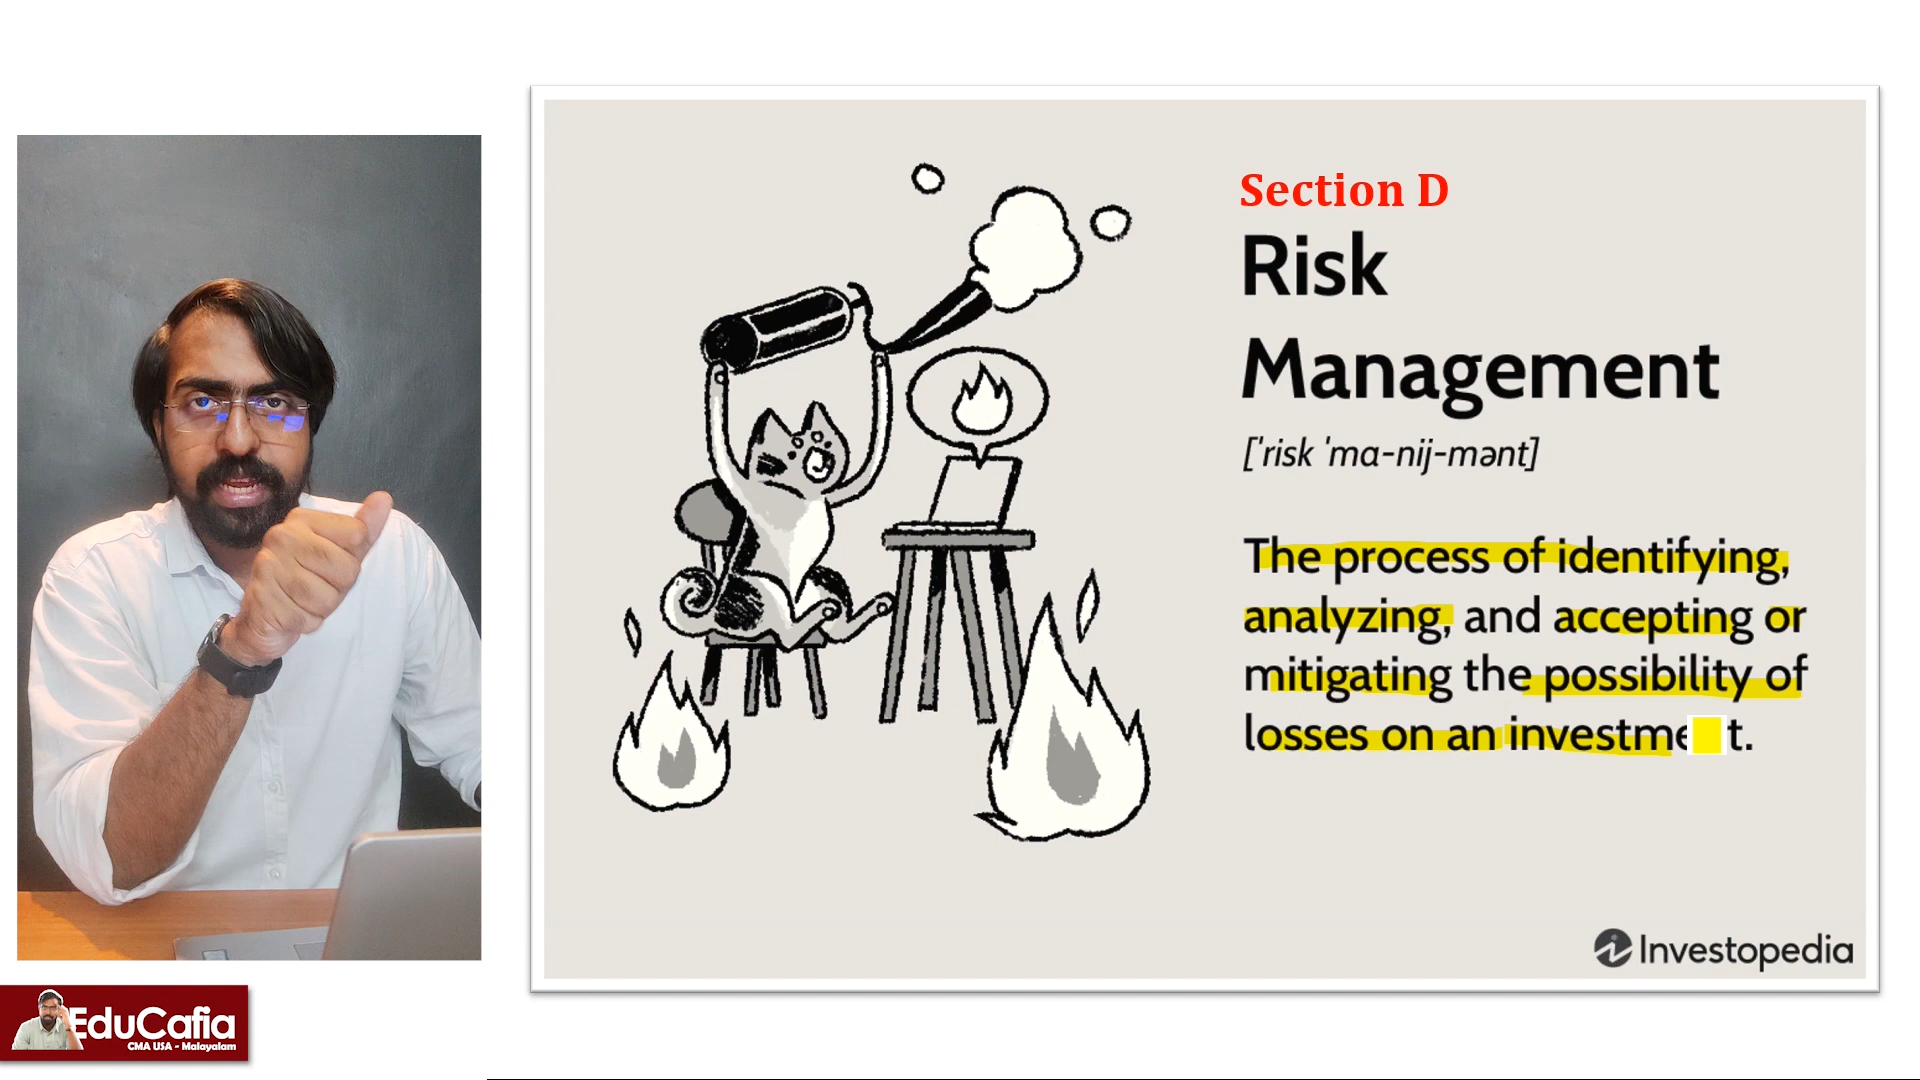 Section D
Risk
Management
['risk 'ma-nij-mənt]
The process of identifying,
analyzing, and accepting or
mitigating the possibility of
losses on an investme t.
Investopedia
EduCafia
CMA USA - Malayalam